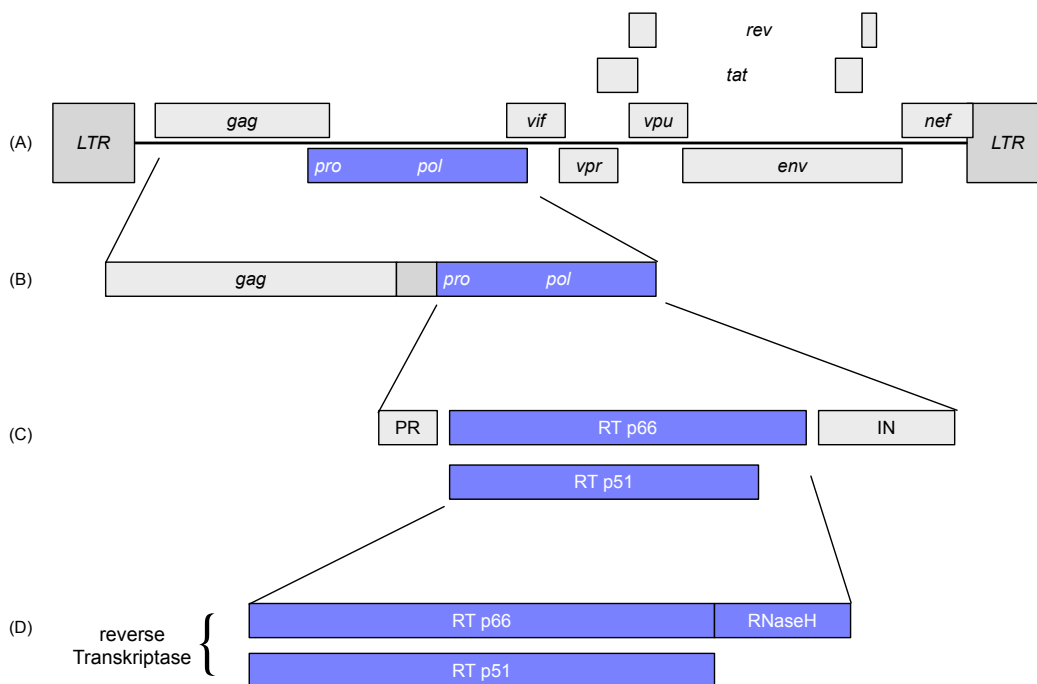 rev
tat
(A)
LTR
gag
vif
vpu
nef
LTR
pro
pol
vpr
env
(B)
gag
pro
pol
(C)
PR
RT p66
IN
RT p51
(D)
reverse
Transkriptase
{
RT p66
RNaseH
RT p51